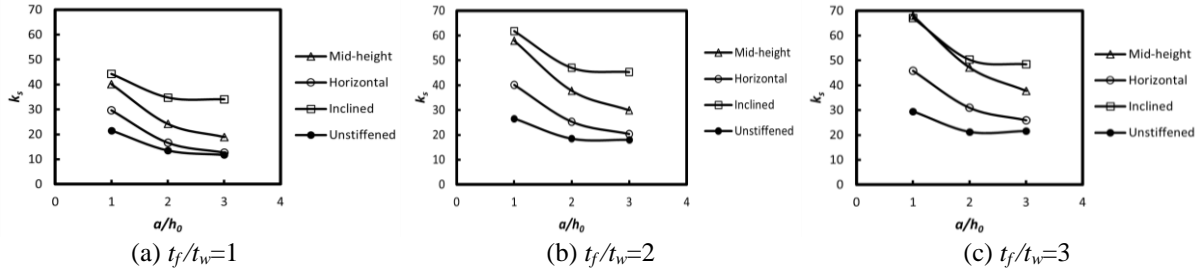 70
60
50
40
30
20
10
0
k_s
0 1 2 3 4
a/h_0
Mid-height
Horizontal
Inclined
Unstiffened
(a) t_f/t_w=1
70
60
50
40
30
20
10
0
k_s
0 1 2 3 4
a/h_0
Mid-height
Horizontal
Inclined
Unstiffened
(b) t_f/t_w=2
70
60
50
40
30
20
10
0
k_s
0 1 2 3 4
a/h_0
Mid-height
Horizontal
Inclined
Unstiffened
(c) t_f/t_w=3